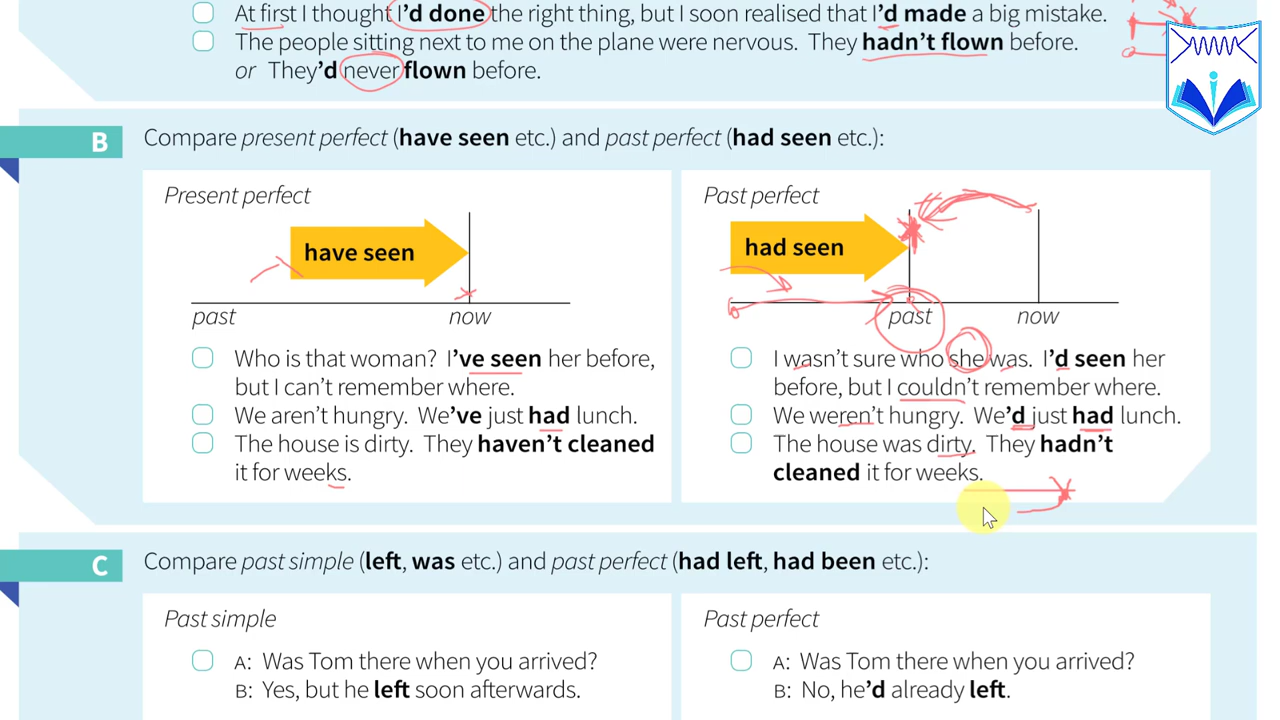 At first I thought I'd done the right thing, but I soon realised that I'd made a big mistake.
The people sitting next to me on the plane were nervous. They hadn't flown before.
or They'd never flown before.
B Compare present perfect (have seen etc.) and past perfect (had seen etc.):
Present perfect
have seen
past now
Who is that woman? I've seen her before,
but I can't remember where.
We aren't hungry. We've just had lunch.
The house is dirty. They haven't cleaned
it for weeks.
Past perfect
had seen
past now
I wasn't sure who she was. I'd seen her
before, but I couldn't remember where.
We weren't hungry. We'd just had lunch.
The house was dirty. They hadn't
cleaned it for weeks.
C Compare past simple (left, was etc.) and past perfect (had left, had been etc.):
Past simple
A: Was Tom there when you arrived?
B: Yes, but he left soon afterwards.
Past perfect
A: Was Tom there when you arrived?
B: No, he'd already left.